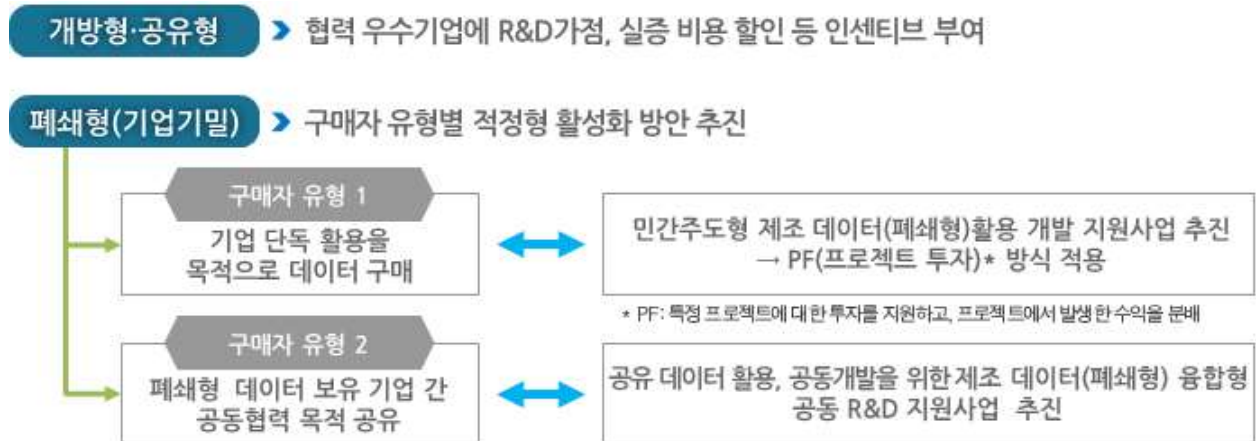 개방형·공유형 > 협력 우수기업에 R&D가점, 실증 비용 할인 등 인센티브 부여
폐쇄형(기업기밀) > 구매자 유형별 적정형 활성화 방안 추진
구매자 유형 1
기업 단독 활용을
목적으로 데이터 구매
민간주도형 제조 데이터(폐쇄형)활용 개발 지원사업 추진
→ PF(프로젝트 투자)* 방식 적용
* PF: 특정 프로젝트에 대한 투자를 지원하고, 프로젝트에서 발생한 수익을 분배
구매자 유형 2
폐쇄형 데이터 보유 기업 간
공동협력 목적 공유
공유 데이터 활용, 공동개발을 위한 제조 데이터(폐쇄형) 융합형
공동 R&D 지원사업 추진